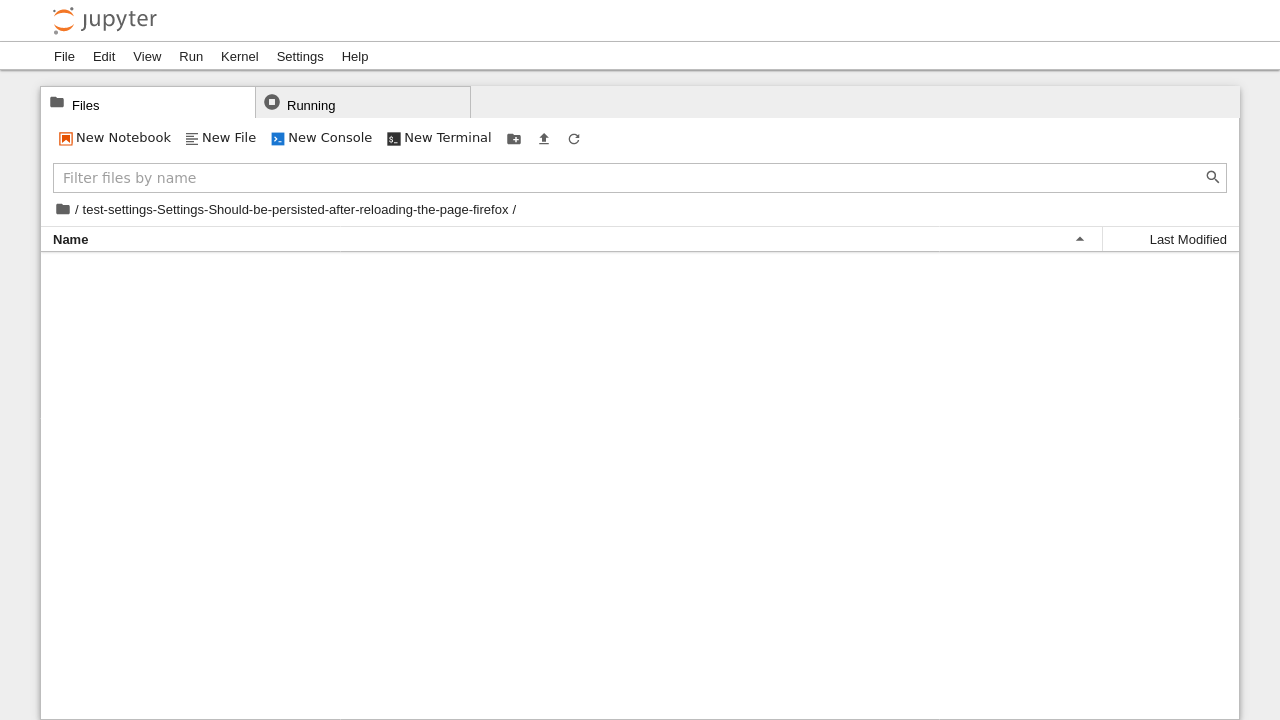 jupyter
File Edit View Run Kernel Settings Help
Files Running
New Notebook New File New Console $_ New Terminal
Filter files by name
/ test-settings-Settings-Should-be-persisted-after-reloading-the-page-firefox /
Name Last Modified